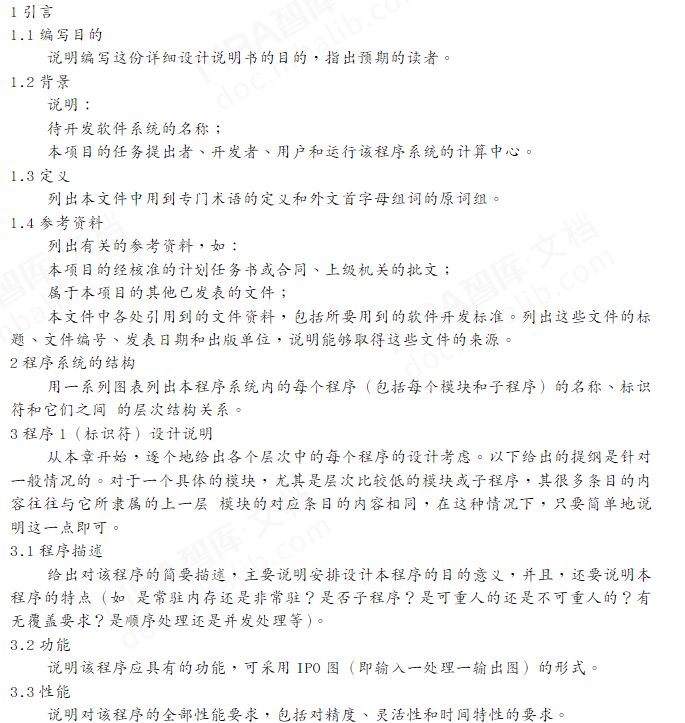 1 引言
1.1 编写目的
说明编写这份详细设计说明书的目的，指出预期的读者。
1.2 背景
说明：
待开发软件系统的名称；
本项目的任务提出者、开发者、用户和运行该程序系统的计算中心。
1.3 定义
列出本文件中用到专门术语的定义和外文首字母组词的原词组。
1.4 参考资料
列出有关的参考资料，如：
本项目的经核准的计划任务书或合同、上级机关的批文；
属于本项目的其他已发表的文件；
本文件中各处引用到的文件资料，包括所要用到的软件开发标准。列出这些文件的标
题、文件编号、发表日期和出版单位，说明能够取得这些文件的来源。
2 程序系统的结构
用一系列图表列出本程序系统内的每个程序（包括每个模块和子程序）的名称、标识
符和它们之间 的层次结构关系。
3 程序 1（标识符）设计说明
从本章开始，逐个地给出各个层次中的每个程序的设计考虑。以下给出的提纲是针对
一般情况的。对于一个具体的模块，尤其是层次比较低的模块或子程序，其很多条目的内
容往往与它所隶属的上一层 模块的对应条目的内容相同，在这种情况下，只要简单地说
明这一点即可。
3.1 程序描述
给出对该程序的简要描述，主要说明安排设计本程序的目的意义，并且，还要说明本
程序的特点（如 是常驻内存还是非常驻？是否子程序？是可重人的还是不可重人的？有
无覆盖要求？是顺序处理还是并发处理等）。
3.2 功能
说明该程序应具有的功能，可采用 IPO 图（即输入一处理一输出图）的形式。
3.3 性能
说明对该程序的全部性能要求，包括对精度、灵活性和时间特性的要求。